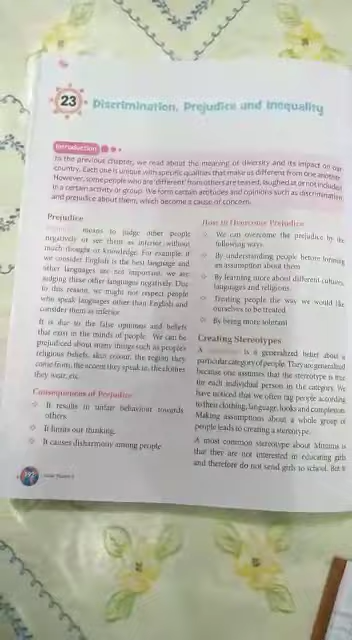 23
Discrimination, Prejudice and Inequality
Introduction
In the previous chapter, we read about the meaning of diversity and its impact on our
country. Each one is unique with specific qualities that make us different from one another.
However, some people who are 'different' from others are teased, laughed at or not included
in a certain activity or group. We form certain attitudes and opinions such as discrimination
and prejudice about them, which become a cause of concern.
Prejudice
means to judge other people
negatively or see them as inferior without
much thought or knowledge. For example, if
we consider English is the best language and
other languages are not important, we are
judging these other languages negatively. Due
to this reason, we might not respect people
who speak languages other than English and
consider them as inferior.
It is due to the false opinions and beliefs
that exist in the minds of people. We can be
prejudiced about many things such as people's
religious beliefs, skin colour, the region they
come from, the accent they speak in, the clothes
they wear, etc.
Consequences of Prejudice
It results in unfair behaviour towards
others.
It limits our thinking.
It causes disharmony among people
How to Overcome Prejudice
We can overcome the prejudice by the
following ways:
By understanding people before forming
an assumption about them
By learning more about different cultures,
languages and religions
Treating people the way we would like
ourselves to be treated
By being more tolerant
Creating Stereotypes
A is a generalized belief about a
particular category of people. They are generalized
because one assumes that the stereotype is true
for each individual person in the category. We
have noticed that we often tag people according
to their clothing, language, looks and complexion.
Making assumptions about a whole group of
people leads to creating a stereotype.
A most common stereotype about Muslims is
that they are not interested in educating girls
and therefore do not send girls to school. But it
192